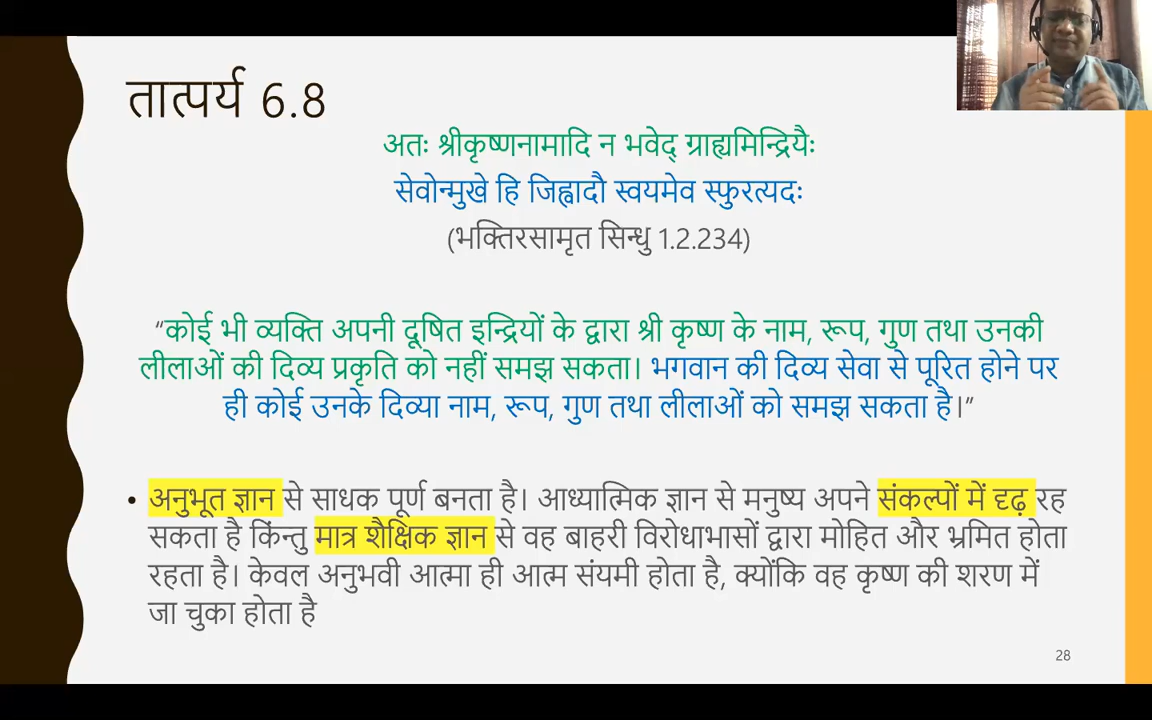 तात्पर्य 6.8
अतः श्रीकृष्णनामादि न भवेद् ग्राह्यमिन्द्रियैः
सेवोन्मुखे हि जिह्वादौ स्वयमेव स्फुरत्यदः
(भक्तिरसामृत सिन्धु 1.2.234)
“कोई भी व्यक्ति अपनी दूषित इन्द्रियों के द्वारा श्री कृष्ण के नाम, रूप, गुण तथा उनकी
लीलाओं की दिव्य प्रकृति को नहीं समझ सकता। भगवान की दिव्य सेवा से पूरित होने पर
ही कोई उनके दिव्या नाम, रूप, गुण तथा लीलाओं को समझ सकता है।”
• अनुभूत ज्ञान से साधक पूर्ण बनता है। आध्यात्मिक ज्ञान से मनुष्य अपने संकल्पों में दृढ़ रह
सकता है किंन्तु मात्र शैक्षिक ज्ञान से वह बाहरी विरोधाभासों द्वारा मोहित और भ्रमित होता
रहता है। केवल अनुभवी आत्मा ही आत्म संयमी होता है, क्योंकि वह कृष्ण की शरण में
जा चुका होता है
28